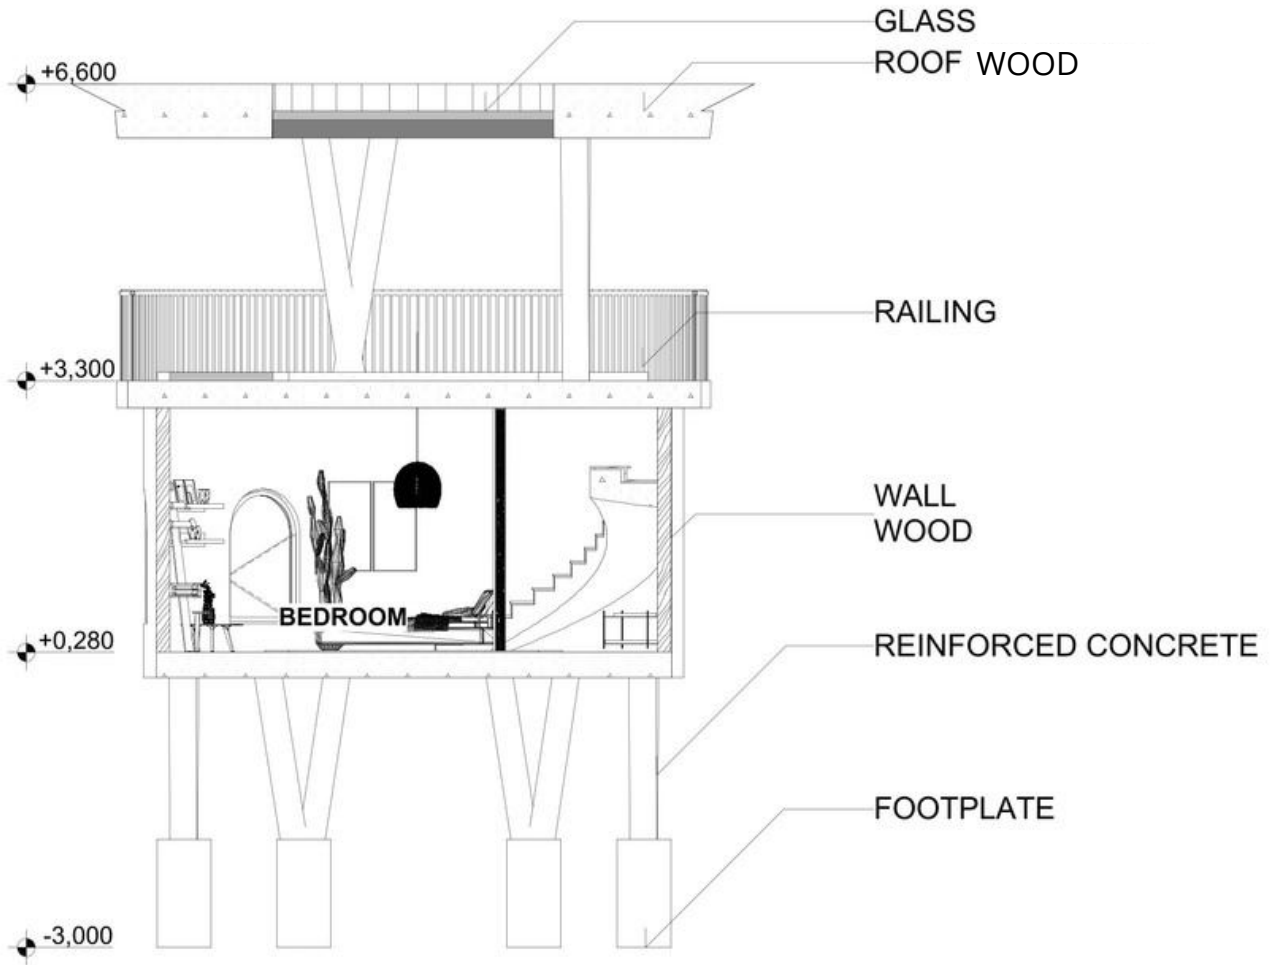 GLASS
+6,600
ROOF WOOD
RAILING
+3,300
WALL
WOOD
BEDROOM
+0,280
REINFORCED CONCRETE
FOOTPLATE
-3,000